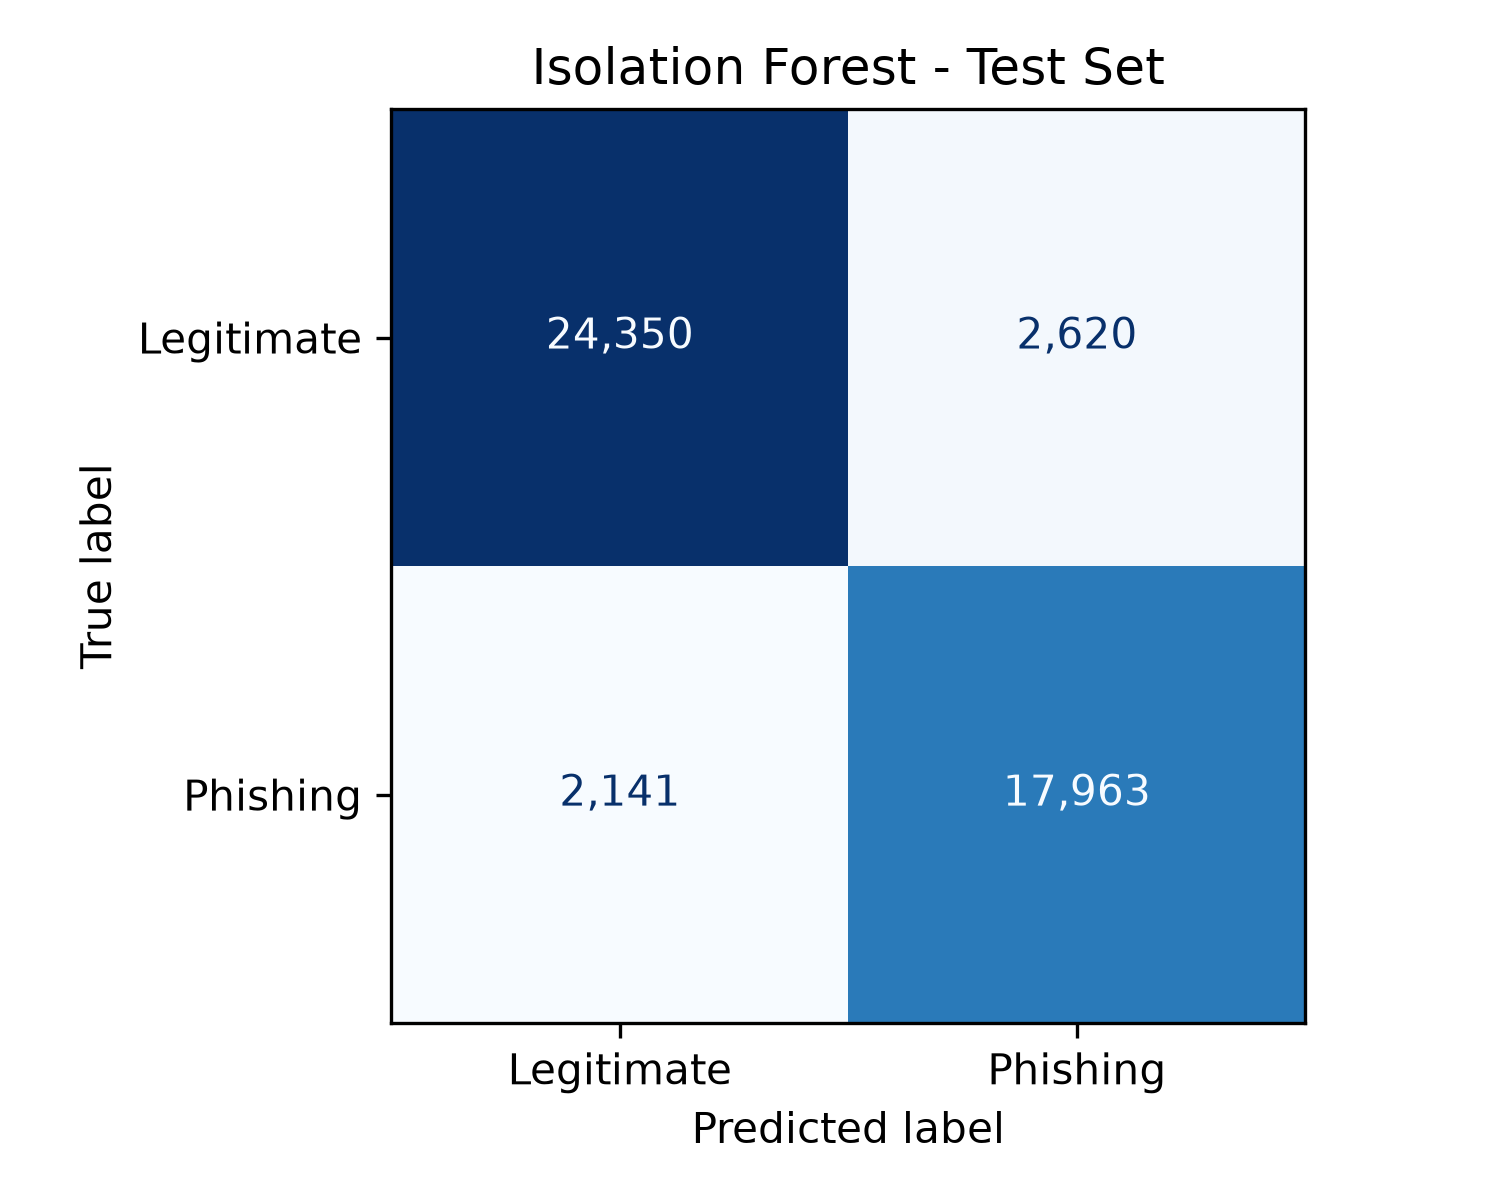 Isolation Forest - Test Set
True label
Legitimate
24,350
2,620
Phishing
2,141
17,963
Legitimate
Phishing
Predicted label